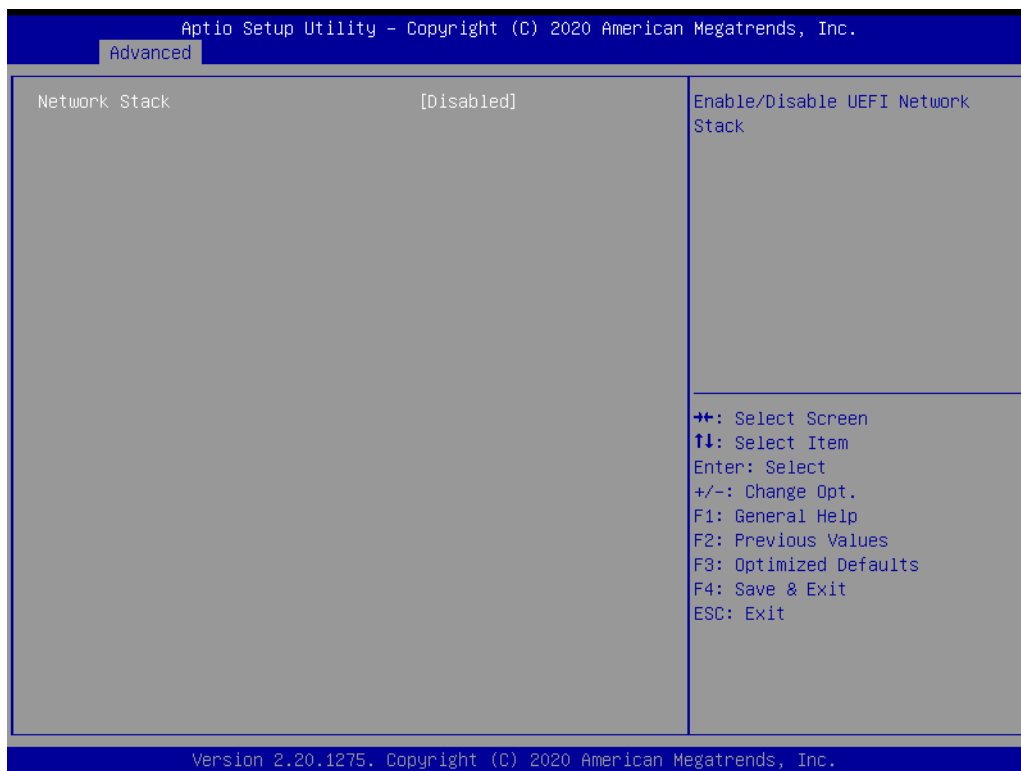 Aptio Setup Utility – Copyright (C) 2020 American Megatrends, Inc.
Advanced
Network Stack [Disabled]
Enable/Disable UEFI Network
Stack
→←: Select Screen
↑↓: Select Item
Enter: Select
+/-: Change Opt.
F1: General Help
F2: Previous Values
F3: Optimized Defaults
F4: Save & Exit
ESC: Exit
Version 2.20.1275. Copyright (C) 2020 American Megatrends, Inc.